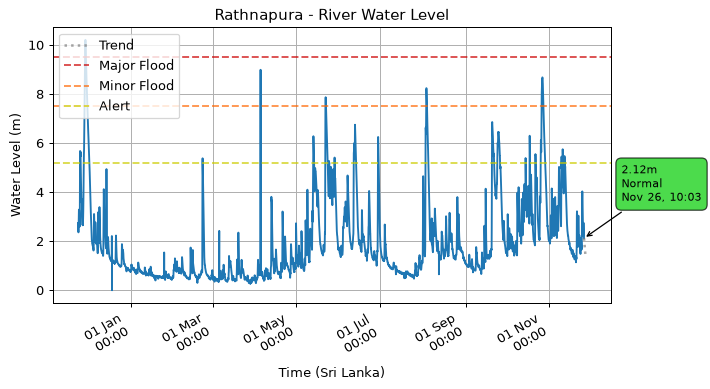 Rathnapura - River Water Level
Trend
Major Flood
Minor Flood
Alert
Water Level (m)
10
8
6
4
2
0
2.12m
Normal
Nov 26, 10:03
01 Jan
00:00
01 Mar
00:00
01 May
00:00
01 Jul
00:00
01 Sep
00:00
01 Nov
00:00
Time (Sri Lanka)